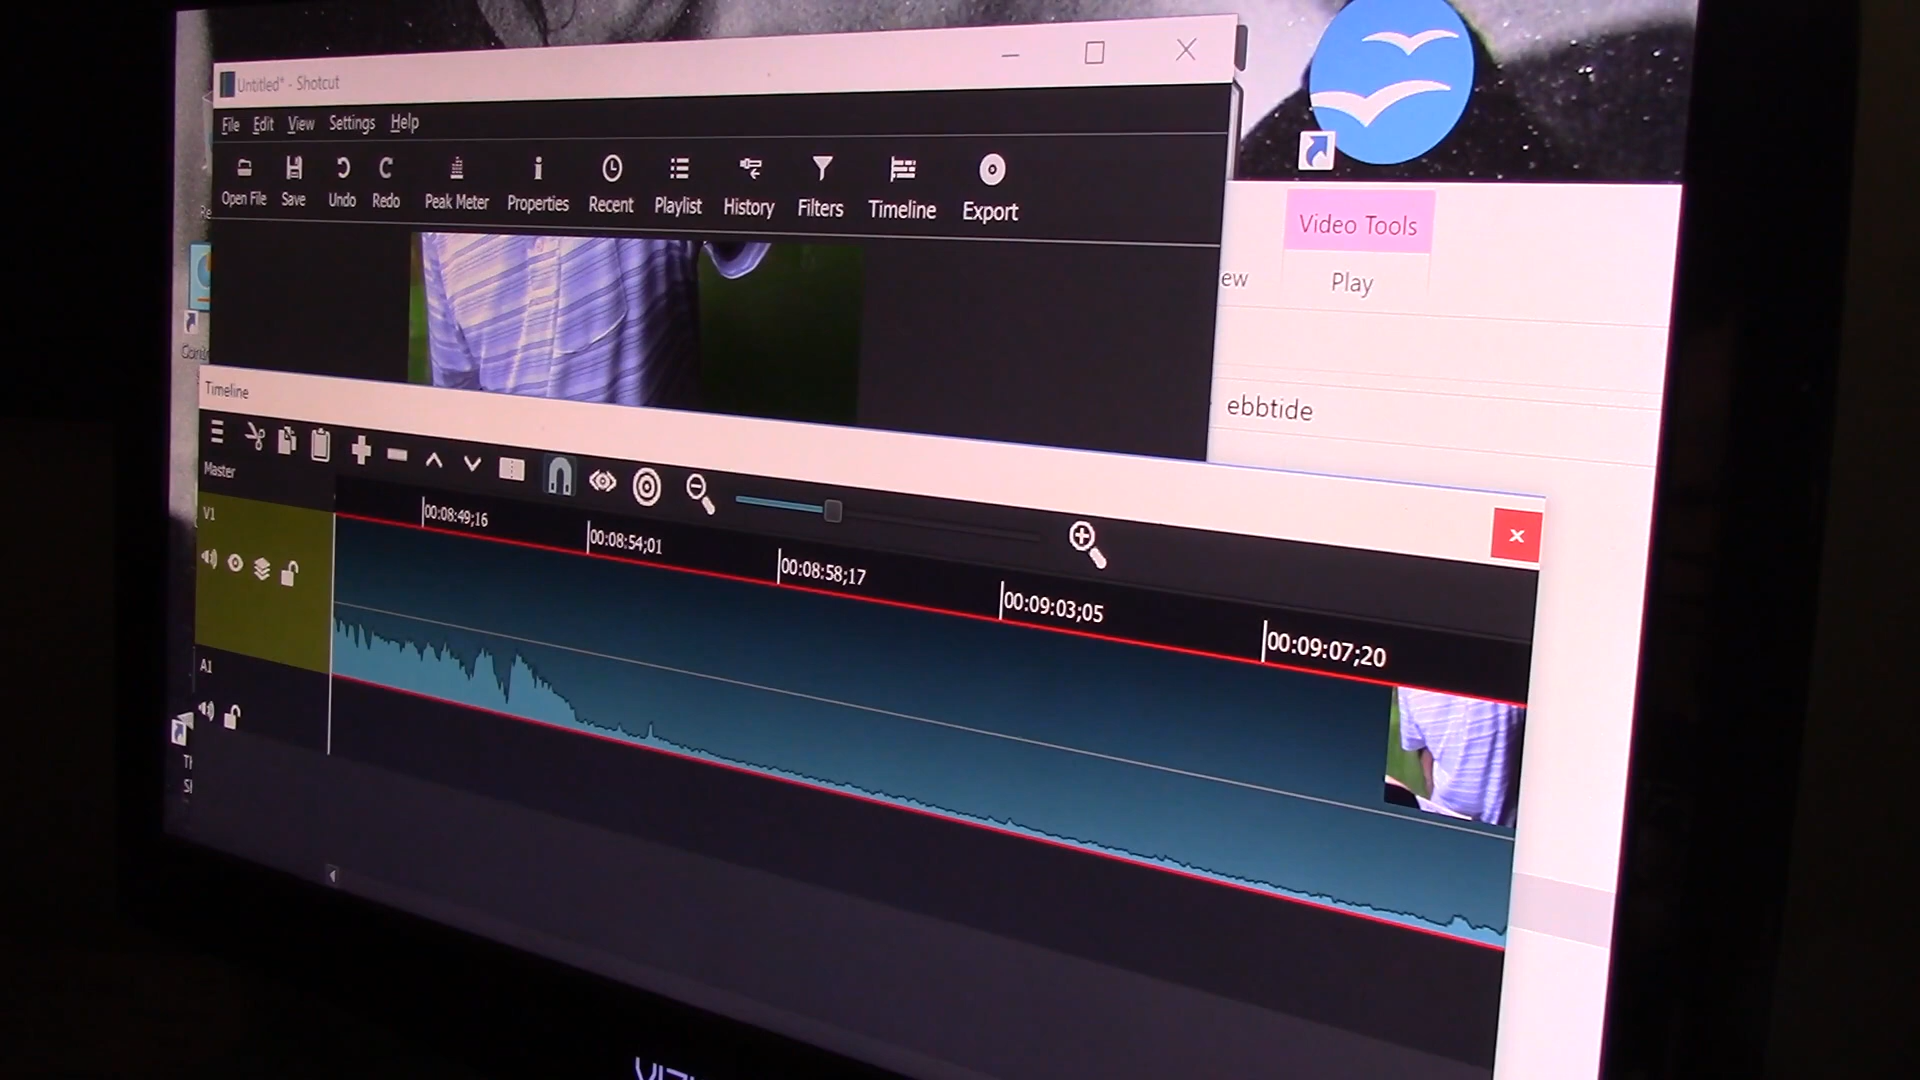 Untitled* - Shotcut
File Edit View Settings Help
Open File Save Undo Redo Peak Meter Properties Recent Playlist History Filters Timeline Export
Video Tools
ew Play
ebbtide
Timeline
Master
00:08:49;16 00:08:54;01 00:08:58;17 00:09:03;05 00:09:07;20
V1
A1